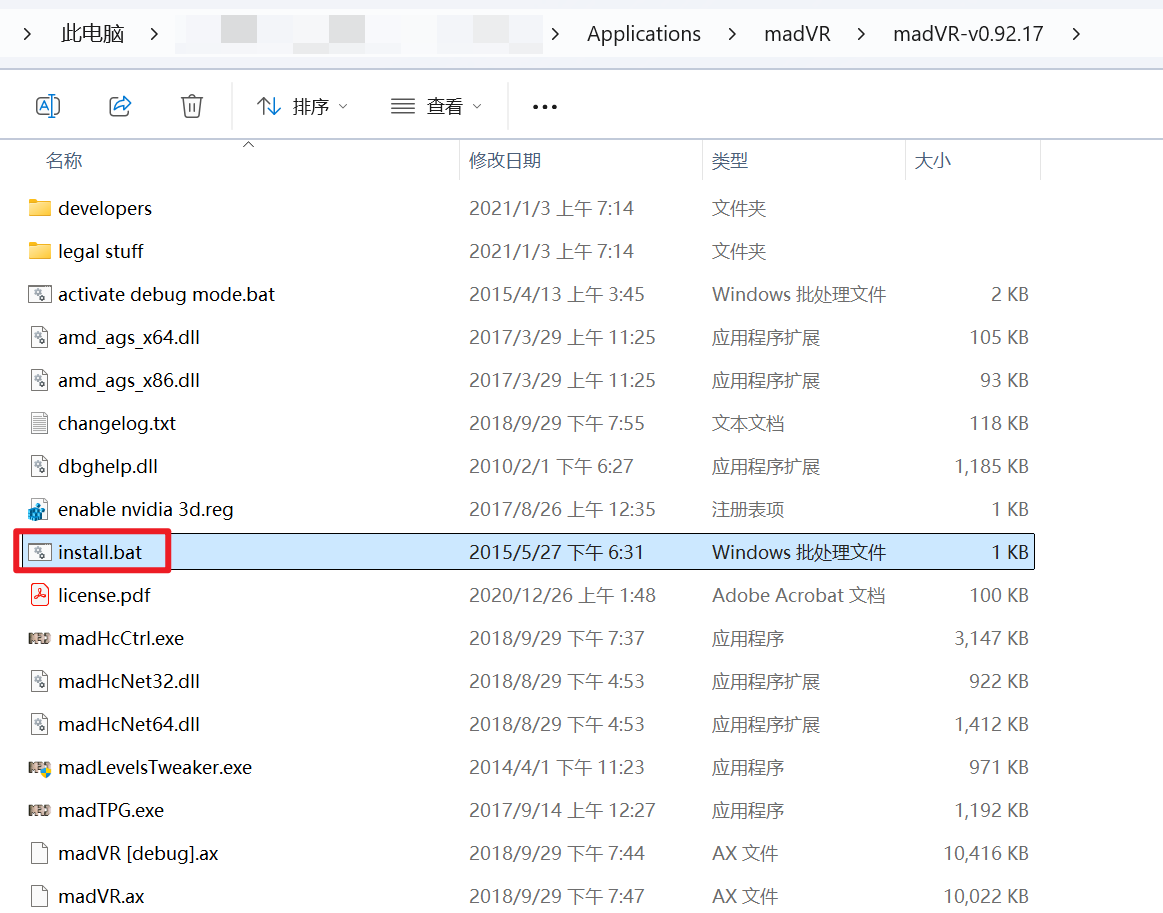 此电脑 Applications madVR madVR-v0.92.17
排序 查看
名称 修改日期 类型 大小
developers 2021/1/3 上午 7:14 文件夹
legal stuff 2021/1/3 上午 7:14 文件夹
activate debug mode.bat 2015/4/13 上午 3:45 Windows 批处理文件 2 KB
amd_ags_x64.dll 2017/3/29 上午 11:25 应用程序扩展 105 KB
amd_ags_x86.dll 2017/3/29 上午 11:25 应用程序扩展 93 KB
changelog.txt 2018/9/29 下午 7:55 文本文档 118 KB
dbghelp.dll 2010/2/1 下午 6:27 应用程序扩展 1,185 KB
enable nvidia 3d.reg 2017/8/26 上午 12:35 注册表项 1 KB
install.bat 2015/5/27 下午 6:31 Windows 批处理文件 1 KB
license.pdf 2020/12/26 上午 1:48 Adobe Acrobat 文档 100 KB
madHcCtrl.exe 2018/9/29 下午 7:37 应用程序 3,147 KB
madHcNet32.dll 2018/8/29 下午 4:53 应用程序扩展 922 KB
madHcNet64.dll 2018/8/29 下午 4:53 应用程序扩展 1,412 KB
madLevelsTweaker.exe 2014/4/1 下午 11:23 应用程序 971 KB
madTPG.exe 2017/9/14 上午 12:27 应用程序 1,192 KB
madVR [debug].ax 2018/9/29 下午 7:44 AX 文件 10,416 KB
madVR.ax 2018/9/29 下午 7:47 AX 文件 10,022 KB